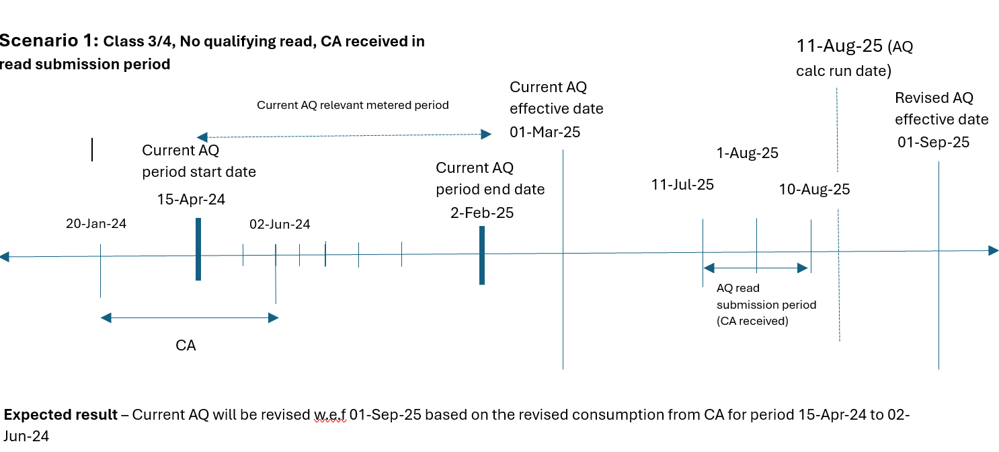 Scenario 1: Class 3/4, No qualifying read, CA received in
read submission period
11-Aug-25 (AQ
calc run date)
Current AQ
effective date
01-Mar-25
Revised AQ
effective date
01-Sep-25
Current AQ relevant metered period
Current AQ
period start date
15-Apr-24
Current AQ
period end date
2-Feb-25
1-Aug-25
11-Jul-25
10-Aug-25
20-Jan-24
02-Jun-24
AQ read
submission period
(CA received)
CA
Expected result – Current AQ will be revised w.e.f 01-Sep-25 based on the revised consumption from CA for period 15-Apr-24 to 02-
Jun-24